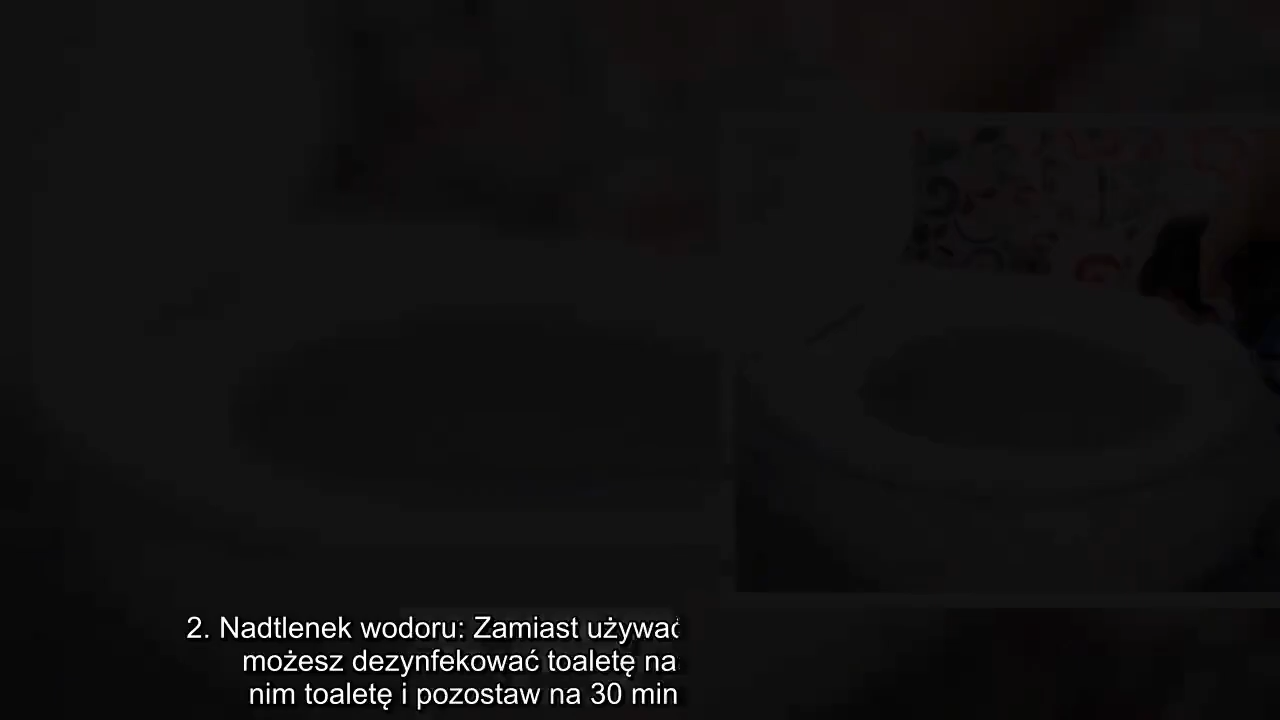 2. Nadtlenek wodoru: Zamiast używać
możesz dezynfekować toaletę na
nim toaletę i pozostaw na 30 min